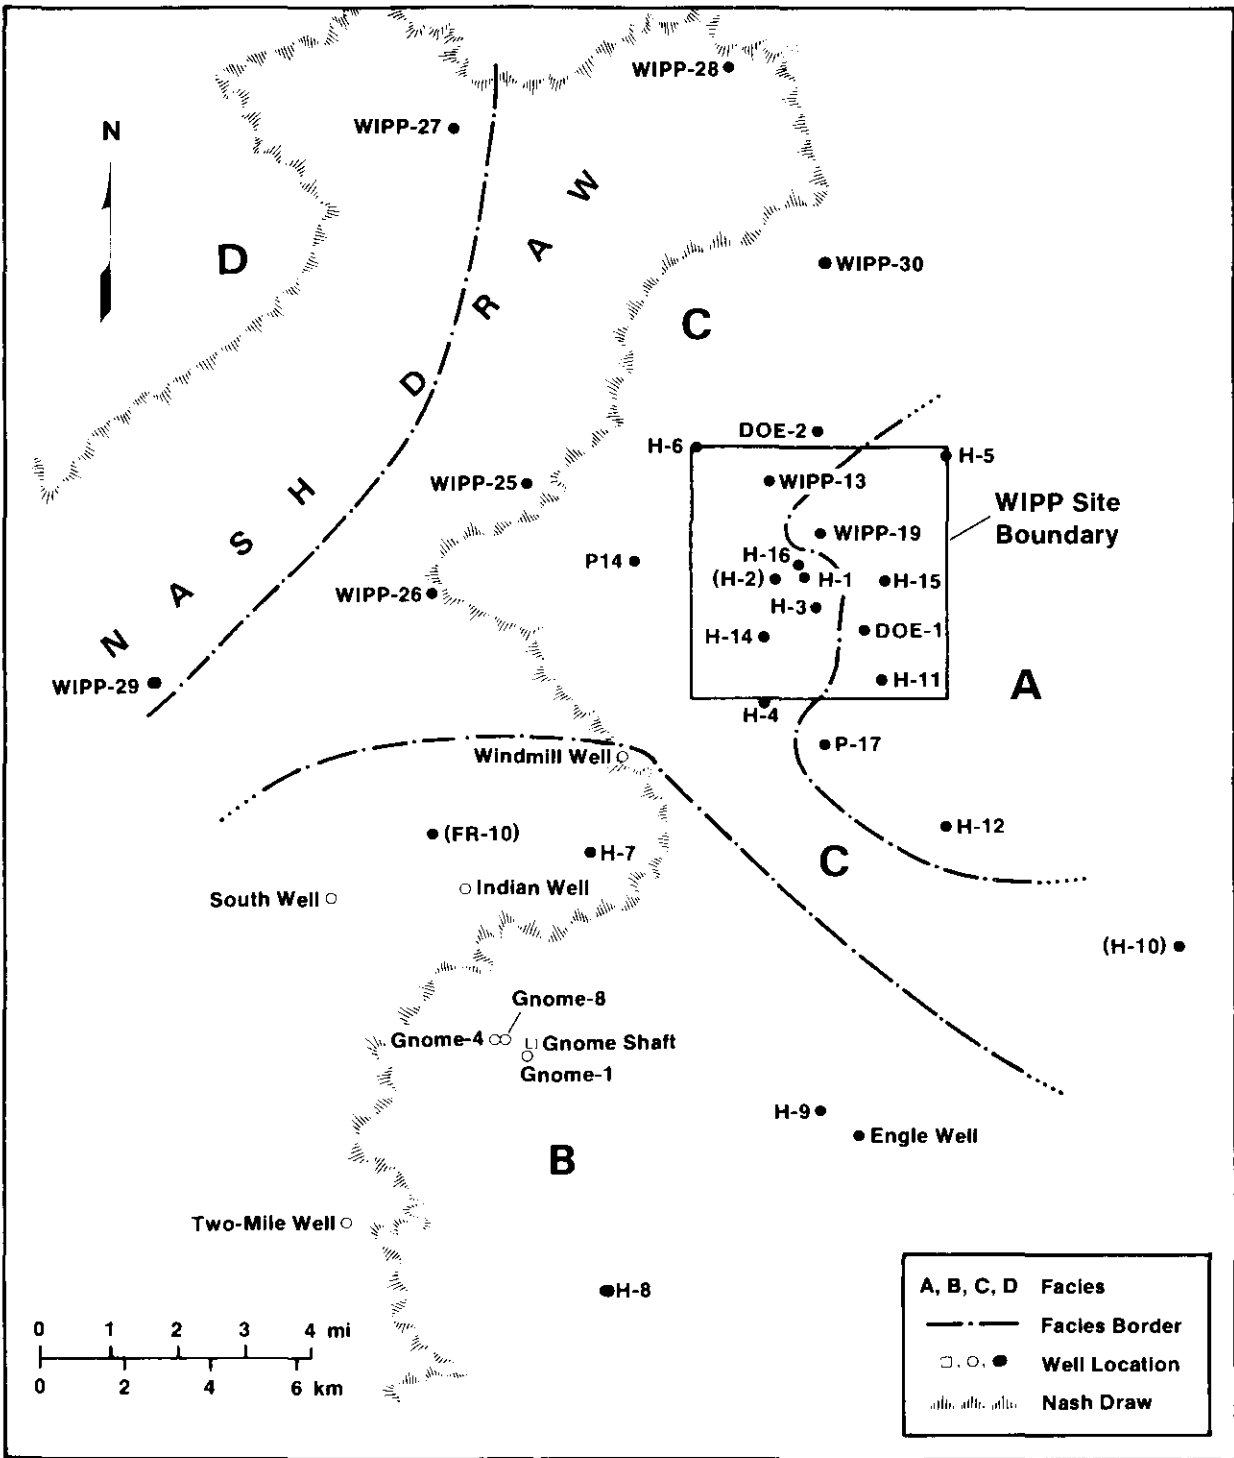 WIPP-28
N
WIPP-27
W
A
D
WIPP-30
R
C
D
DOE-2
H-6
H-5
WIPP-25
WIPP-13
H
WIPP Site
Boundary
WIPP-19
S
H-16
P14
(H-2)
H-1
H-15
A
WIPP-26
H-3
DOE-1
H-14
N
WIPP-29
H-11
A
H-4
P-17
Windmill Well
H-12
(FR-10)
H-7
C
Indian Well
South Well
(H-10)
Gnome-8
Gnome-4
Gnome Shaft
Gnome-1
H-9
Engle Well
B
Two-Mile Well
H-8
A, B, C, D Facies
Facies Border
Well Location
Nash Draw
0 1 2 3 4 mi
0 2 4 6 km